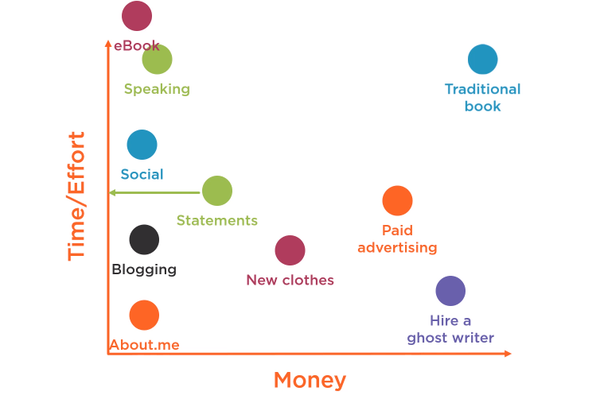 eBook
Speaking
Traditional
book
Social
Statements
Paid
advertising
Blogging
New clothes
Hire a
ghost writer
About.me
Time/Effort
Money